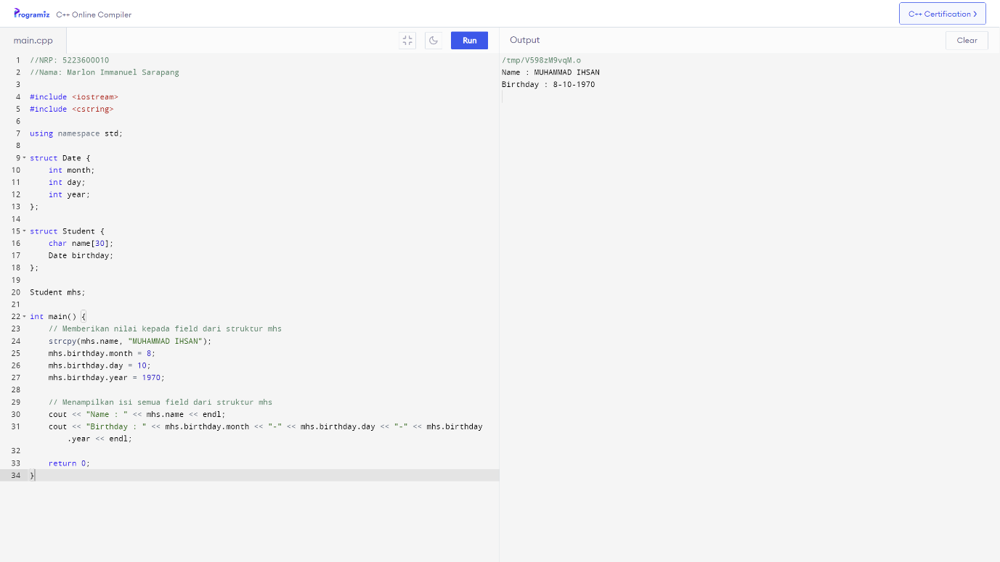 Programiz C++ Online Compiler
C++ Certification
main.cpp
Run
Output
Clear
1 //NRP: 5223600010
2 //Nama: Marlon Immanuel Sarapang
3
4 #include <iostream>
5 #include <cstring>
6
7 using namespace std;
8
9 struct Date {
10     int month;
11     int day;
12     int year;
13 };
14
15 struct Student {
16     char name[30];
17     Date birthday;
18 };
19
20 Student mhs;
21
22 int main() {
23     // Memberikan nilai kepada field dari struktur mhs
24     strcpy(mhs.name, "MUHAMMAD IHSAN");
25     mhs.birthday.month = 8;
26     mhs.birthday.day = 10;
27     mhs.birthday.year = 1970;
28
29     // Menampilkan isi semua field dari struktur mhs
30     cout << "Name : " << mhs.name << endl;
31     cout << "Birthday : " << mhs.birthday.month << "-" << mhs.birthday.day << "-" << mhs.birthday
.year << endl;
32
33     return 0;
34 }
/tmp/V598zM9vqM.o
Name : MUHAMMAD IHSAN
Birthday : 8-10-1970